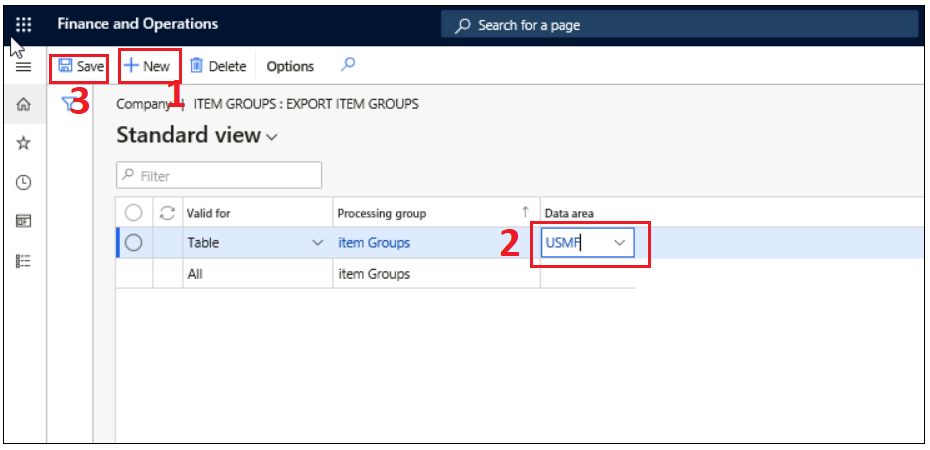 Finance and Operations
Search for a page
Save
New
Delete
Options
3
1
Company | ITEM GROUPS : EXPORT ITEM GROUPS
Standard view
Filter
Valid for
Processing group
Data area
Table
item Groups
2
USMF
All
item Groups